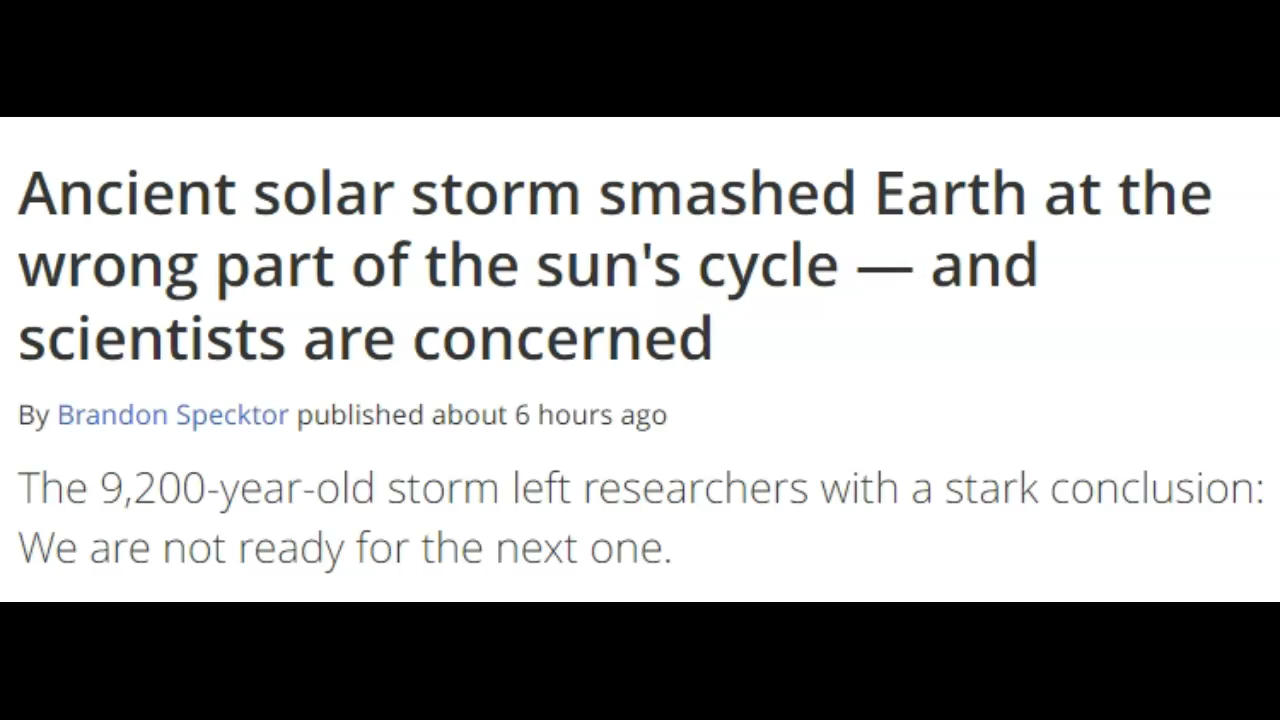 Ancient solar storm smashed Earth at the
wrong part of the sun's cycle — and
scientists are concerned
By Brandon Specktor published about 6 hours ago
The 9,200-year-old storm left researchers with a stark conclusion:
We are not ready for the next one.